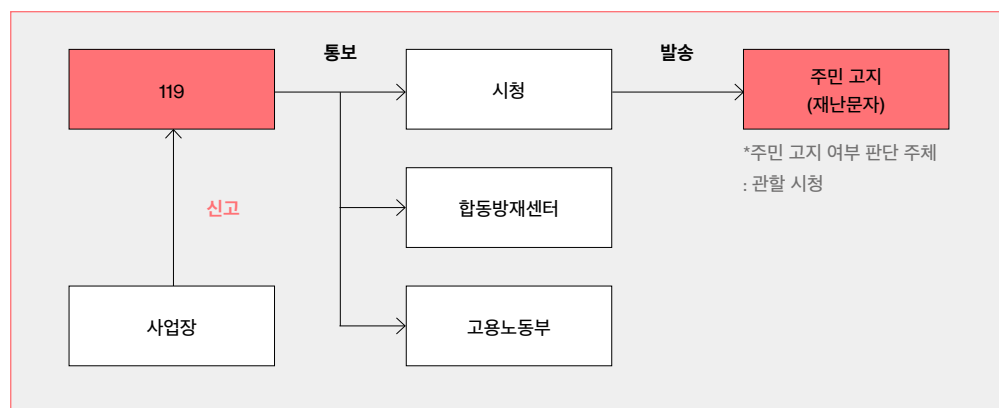 통보
발송
119
시청
주민 고지
(재난문자)
*주민 고지 여부 판단 주체
: 관할 시청
신고
합동방재센터
사업장
고용노동부